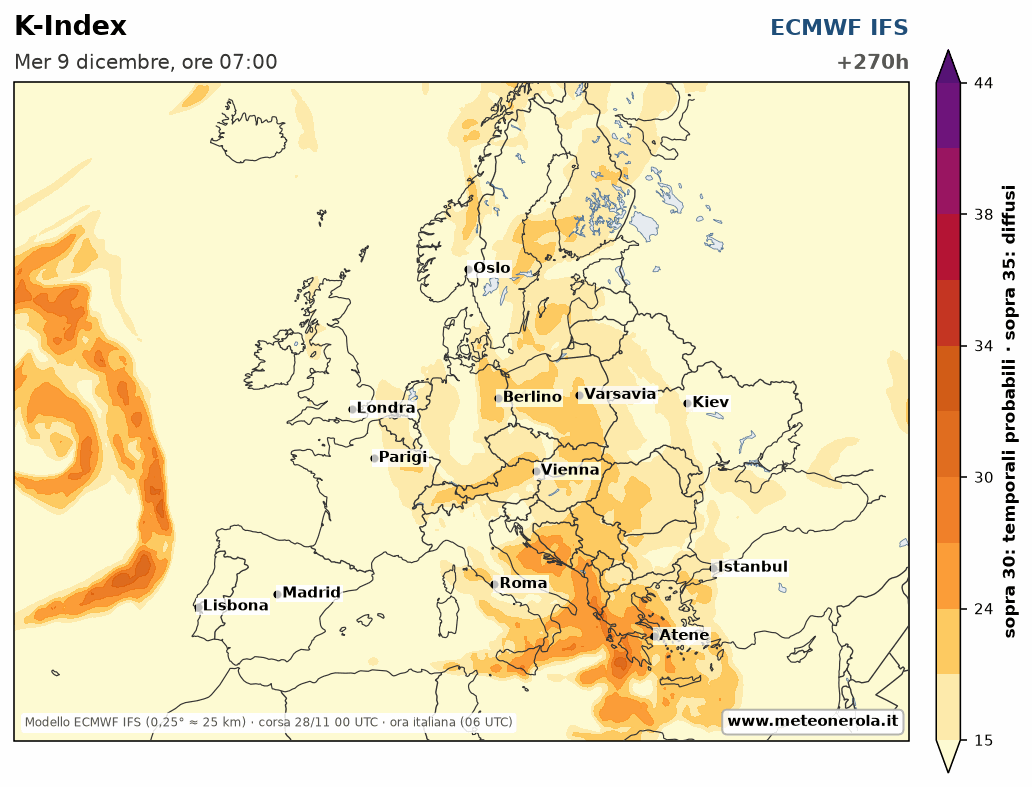 K-Index
ECMWF IFS
Mer 9 dicembre, ore 07:00
+270h
44
38
34
30
24
15
sopra 30: temporali probabili · sopra 35: diffusi
Oslo
Berlino
Varsavia
Kiev
Londra
Parigi
Vienna
Istanbul
Roma
Madrid
Lisbona
Atene
Modello ECMWF IFS (0,25° ≈ 25 km) · corsa 28/11 00 UTC · ora italiana (06 UTC)
www.meteonerola.it